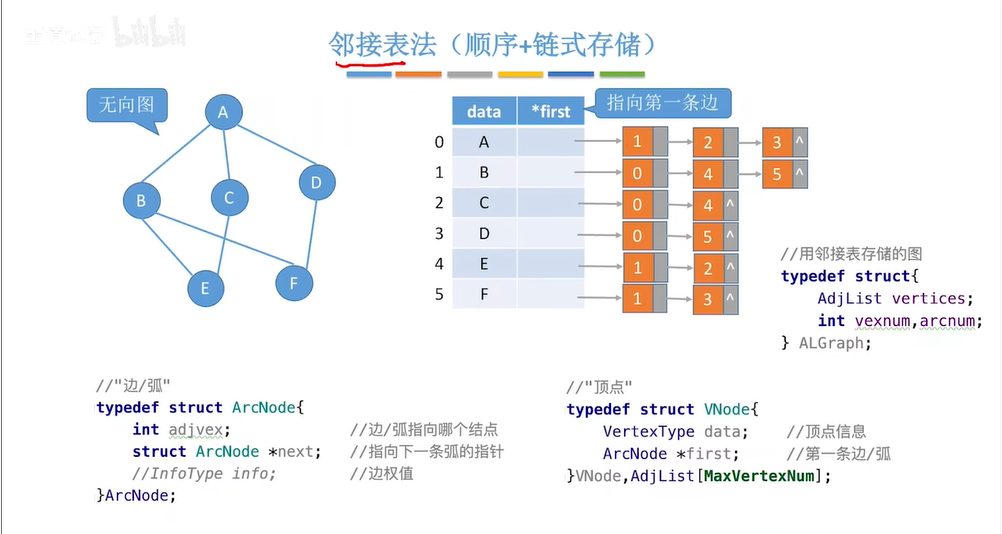 bilibili
邻接表法（顺序+链式存储）
无向图
A
B
C
D
E
F
data *first
指向第一条边
0 A 1 2 3 ^
1 B 0 4 5 ^
2 C 0 4 ^
3 D 0 5 ^
4 E 1 2 ^
5 F 1 3 ^
//用邻接表存储的图
typedef struct{
AdjList vertices;
int vexnum,arcnum;
} ALGraph;
//"边/弧"
typedef struct ArcNode{
int adjvex; //边/弧指向哪个结点
struct ArcNode *next; //指向下一条弧的指针
//InfoType info; //边权值
}ArcNode;
//"顶点"
typedef struct VNode{
VertexType data; //顶点信息
ArcNode *first; //第一条边/弧
}VNode,AdjList[MaxVertexNum];